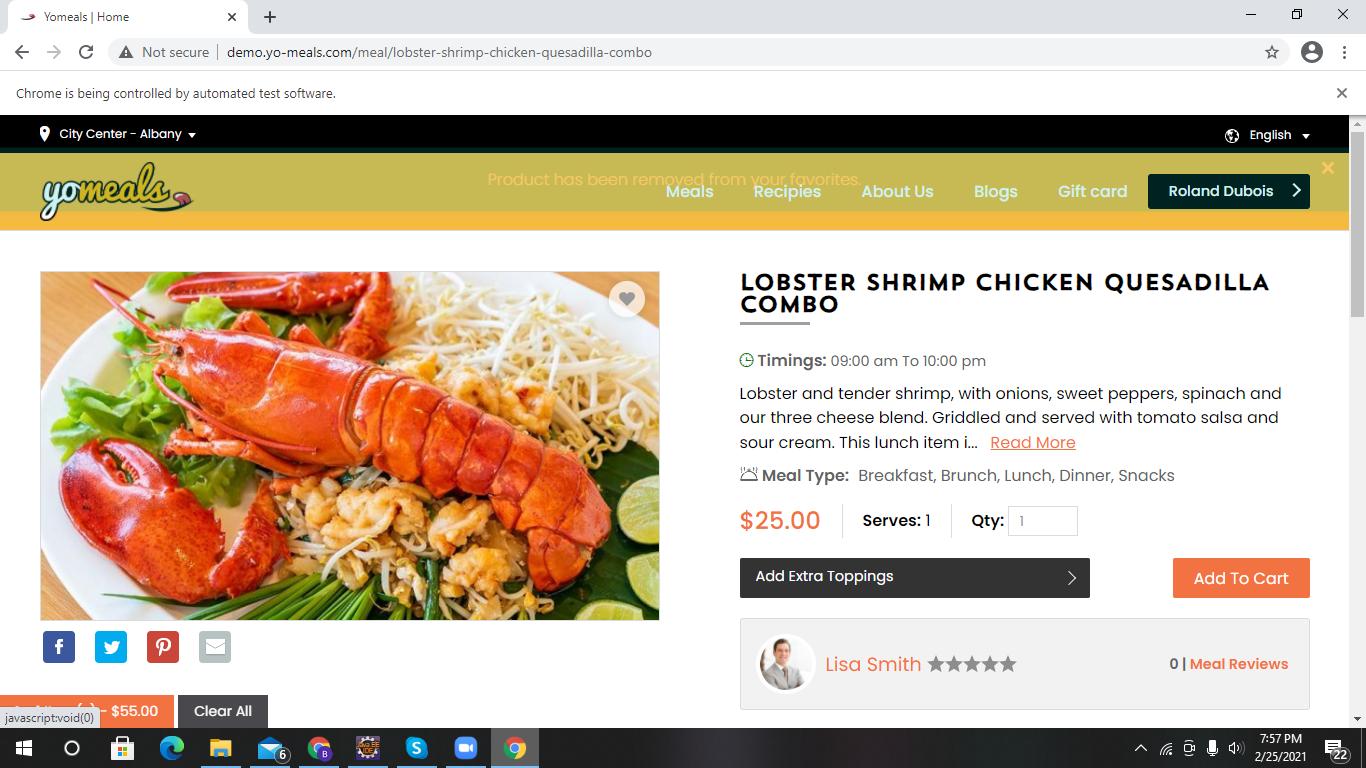 Yomeals | Home
Not secure
demo.yo-meals.com/meal/lobster-shrimp-chicken-quesadilla-combo
Chrome is being controlled by automated test software.
City Center - Albany
English
yomeals
Product has been removed from your favorites.
Meals
Recipies
About Us
Blogs
Gift card
Roland Dubois
LOBSTER SHRIMP CHICKEN QUESADILLA
COMBO
Timings: 09:00 am To 10:00 pm
Lobster and tender shrimp, with onions, sweet peppers, spinach and
our three cheese blend. Griddled and served with tomato salsa and
sour cream. This lunch item i... Read More
Meal Type: Breakfast, Brunch, Lunch, Dinner, Snacks
$25.00
Serves: 1
Qty: 1
Add Extra Toppings
Add To Cart
Lisa Smith
0 | Meal Reviews
- $55.00
Clear All
javascript:void(0)
6
B
7:57 PM
2/25/2021
22